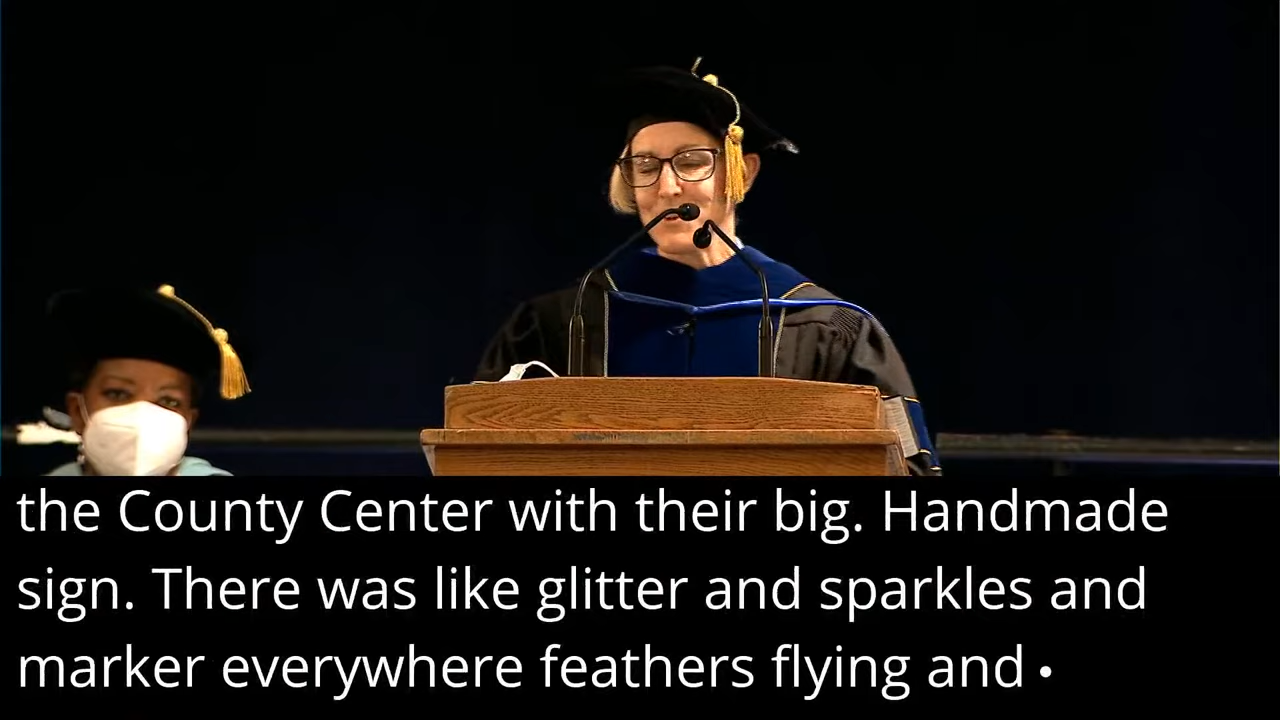 the County Center with their big. Handmade
sign. There was like glitter and sparkles and
marker everywhere feathers flying and •